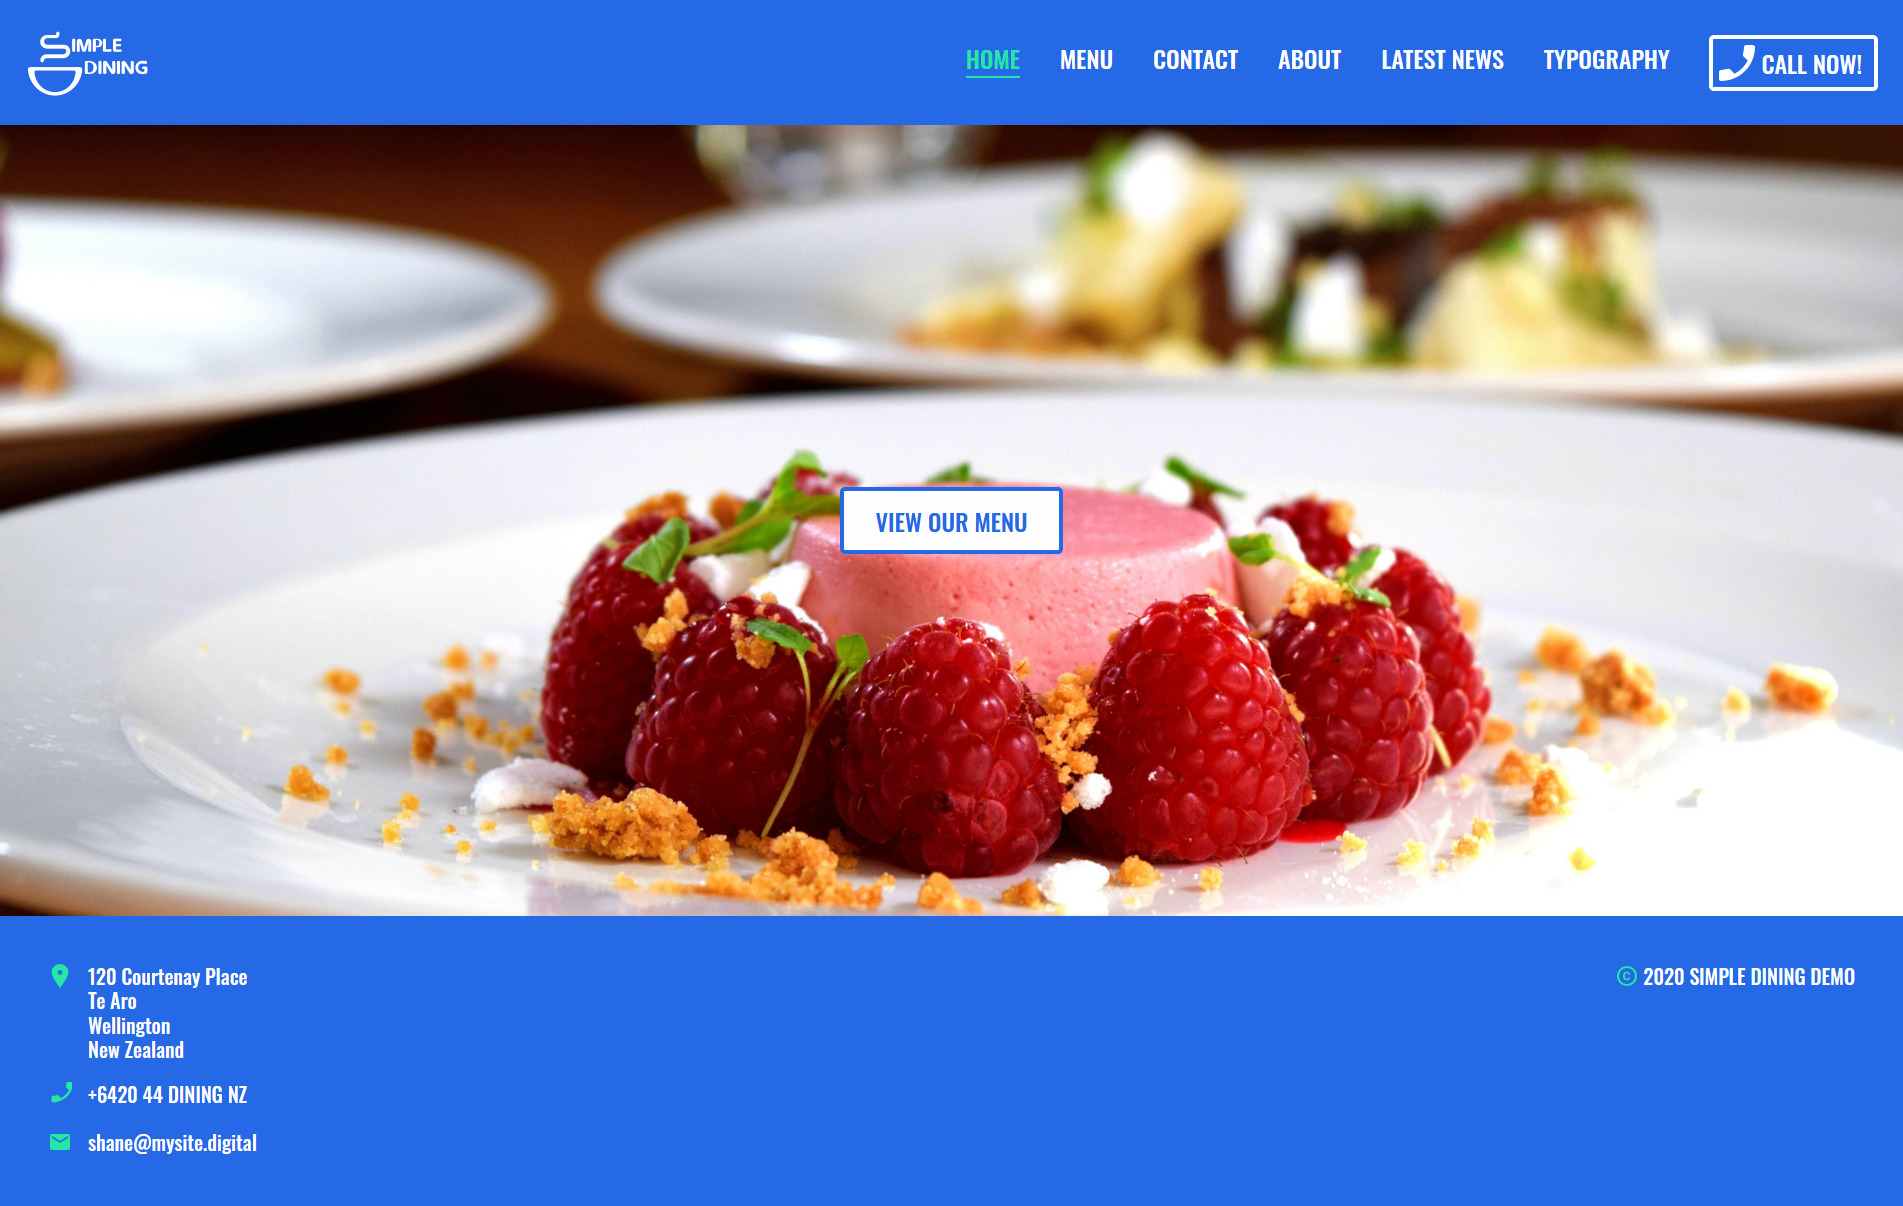 SIMPLE
DINING
HOME
MENU
CONTACT
ABOUT
LATEST NEWS
TYPOGRAPHY
CALL NOW!
VIEW OUR MENU
120 Courtenay Place
Te Aro
Wellington
New Zealand
+6420 44 DINING NZ
shane@mysite.digital
© 2020 SIMPLE DINING DEMO